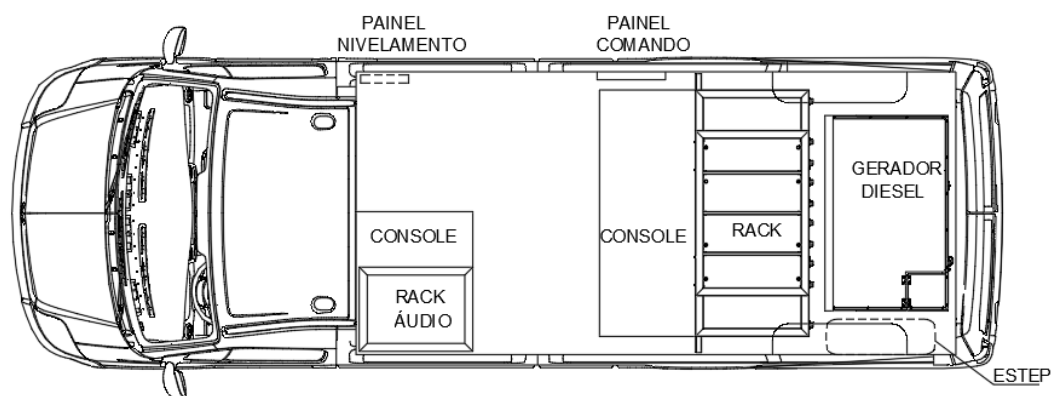 PAINEL
NIVELAMENTO
PAINEL
COMANDO
GERADOR
DIESEL
CONSOLE
CONSOLE
RACK
RACK
ÁUDIO
ESTEP